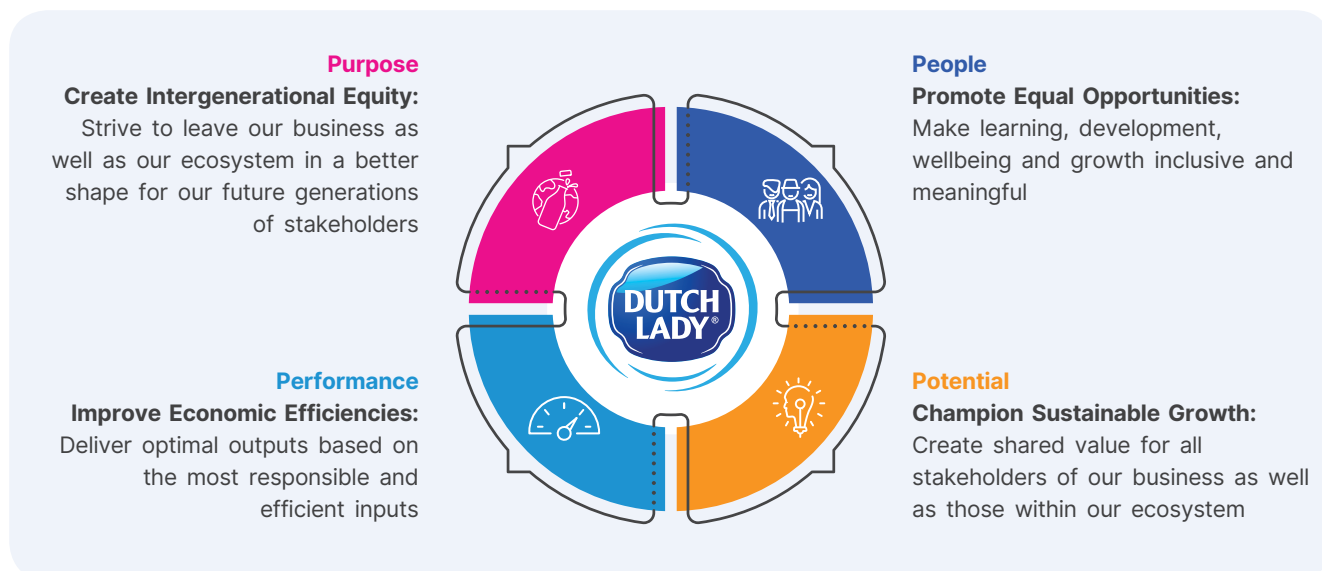 Purpose
Create Intergenerational Equity:
Strive to leave our business as
well as our ecosystem in a better
shape for our future generations
of stakeholders
People
Promote Equal Opportunities:
Make learning, development,
wellbeing and growth inclusive and
meaningful
DUTCH
LADY®
Performance
Improve Economic Efficiencies:
Deliver optimal outputs based on
the most responsible and
efficient inputs
Potential
Champion Sustainable Growth:
Create shared value for all
stakeholders of our business as well
as those within our ecosystem